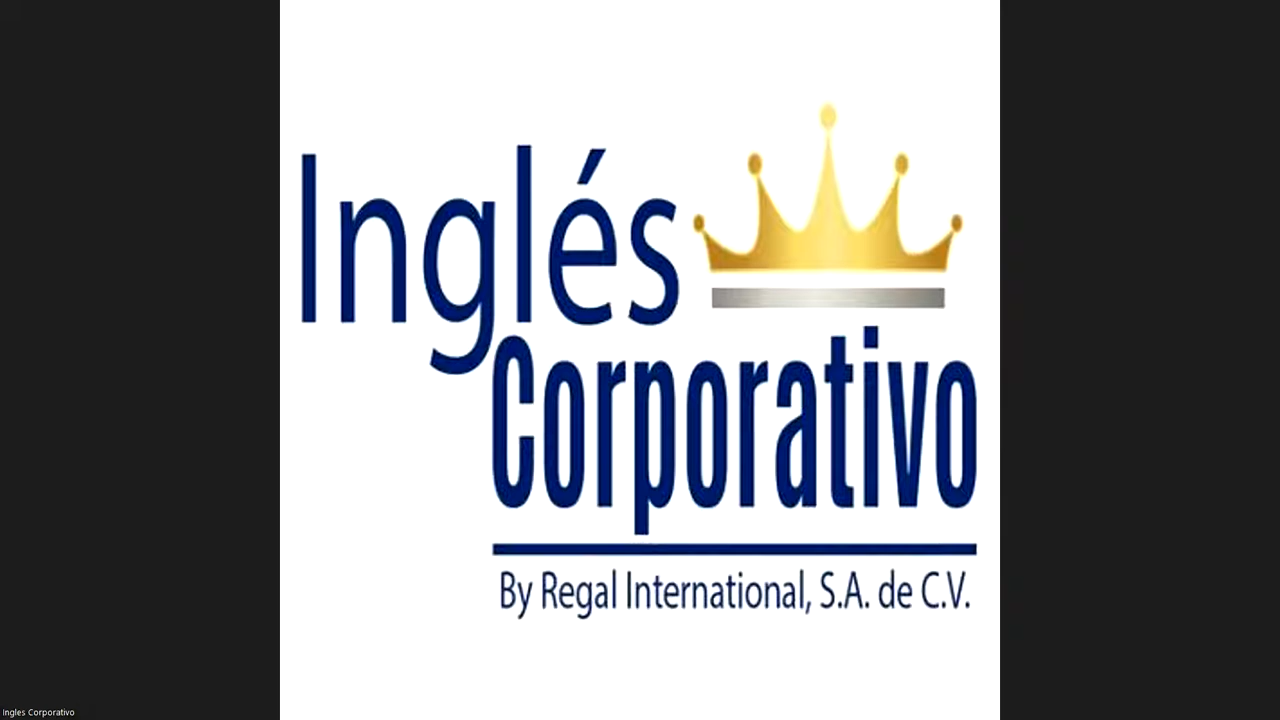 Inglés
Corporativo
By Regal International, S.A. de C.V.
Ingles Corporativo